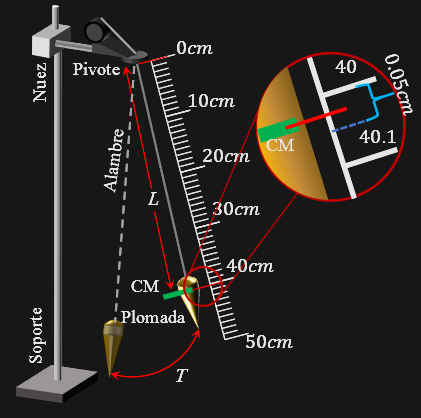 0cm
Nuez
Pivote
10cm
Alambre
20cm
L
30cm
40cm
CM
Plomada
50cm
Soporte
T
40
0.05cm
CM
40.1